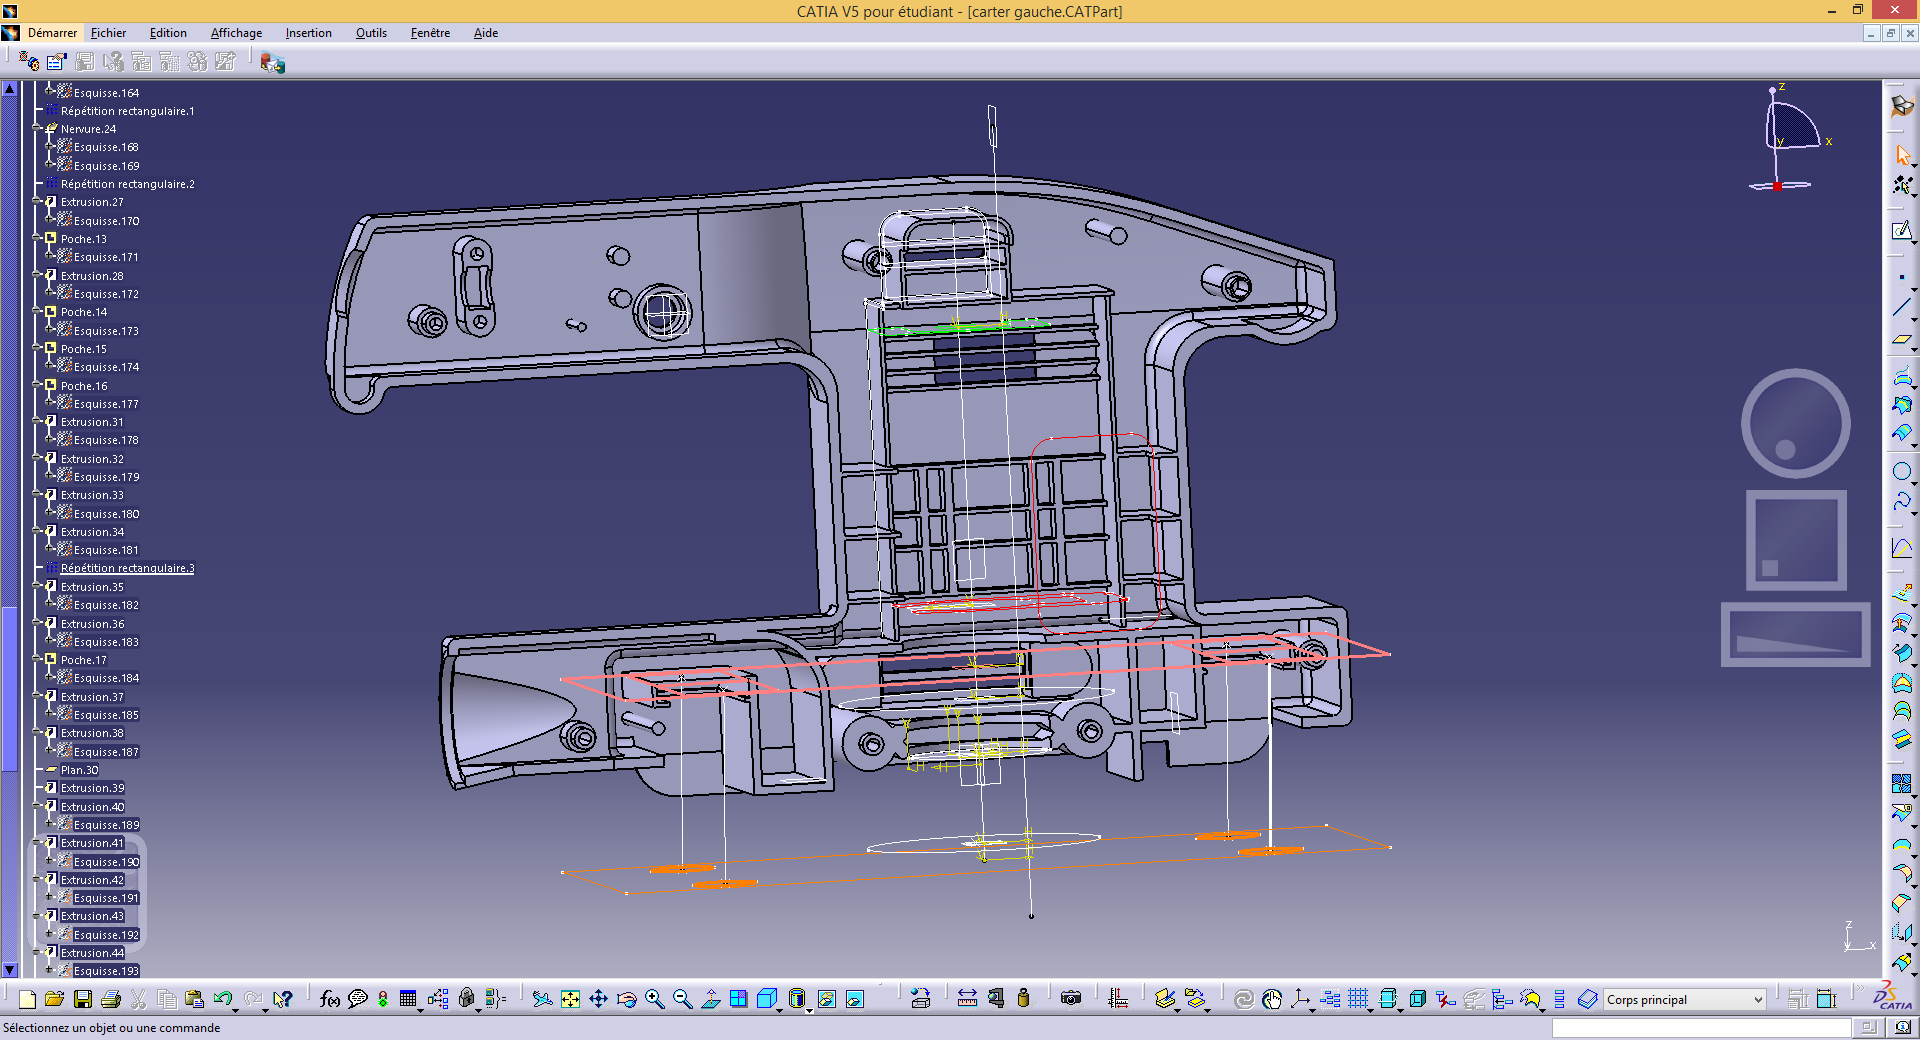 CATIA V5 pour étudiant - [carter gauche.CATPart]
Démarrer Fichier Edition Affichage Insertion Outils Fenêtre Aide
Esquisse.164
Répétition rectangulaire.1
Nervure.24
Esquisse.168
Esquisse.169
Répétition rectangulaire.2
Extrusion.27
Esquisse.170
Poche.13
Esquisse.171
Extrusion.28
Esquisse.172
Poche.14
Esquisse.173
Poche.15
Esquisse.174
Poche.16
Esquisse.177
Extrusion.31
Esquisse.178
Extrusion.32
Esquisse.179
Extrusion.33
Esquisse.180
Extrusion.34
Esquisse.181
Répétition rectangulaire.3
Extrusion.35
Esquisse.182
Extrusion.36
Esquisse.183
Poche.17
Esquisse.184
Extrusion.37
Esquisse.185
Extrusion.38
Esquisse.187
Plan.30
Extrusion.39
Extrusion.40
Esquisse.189
Extrusion.41
Esquisse.190
Extrusion.42
Esquisse.191
Extrusion.43
Esquisse.192
Extrusion.44
Esquisse.193
z
y
x
z
x
f(x)
Corps principal
CATIA
Sélectionnez un objet ou une commande